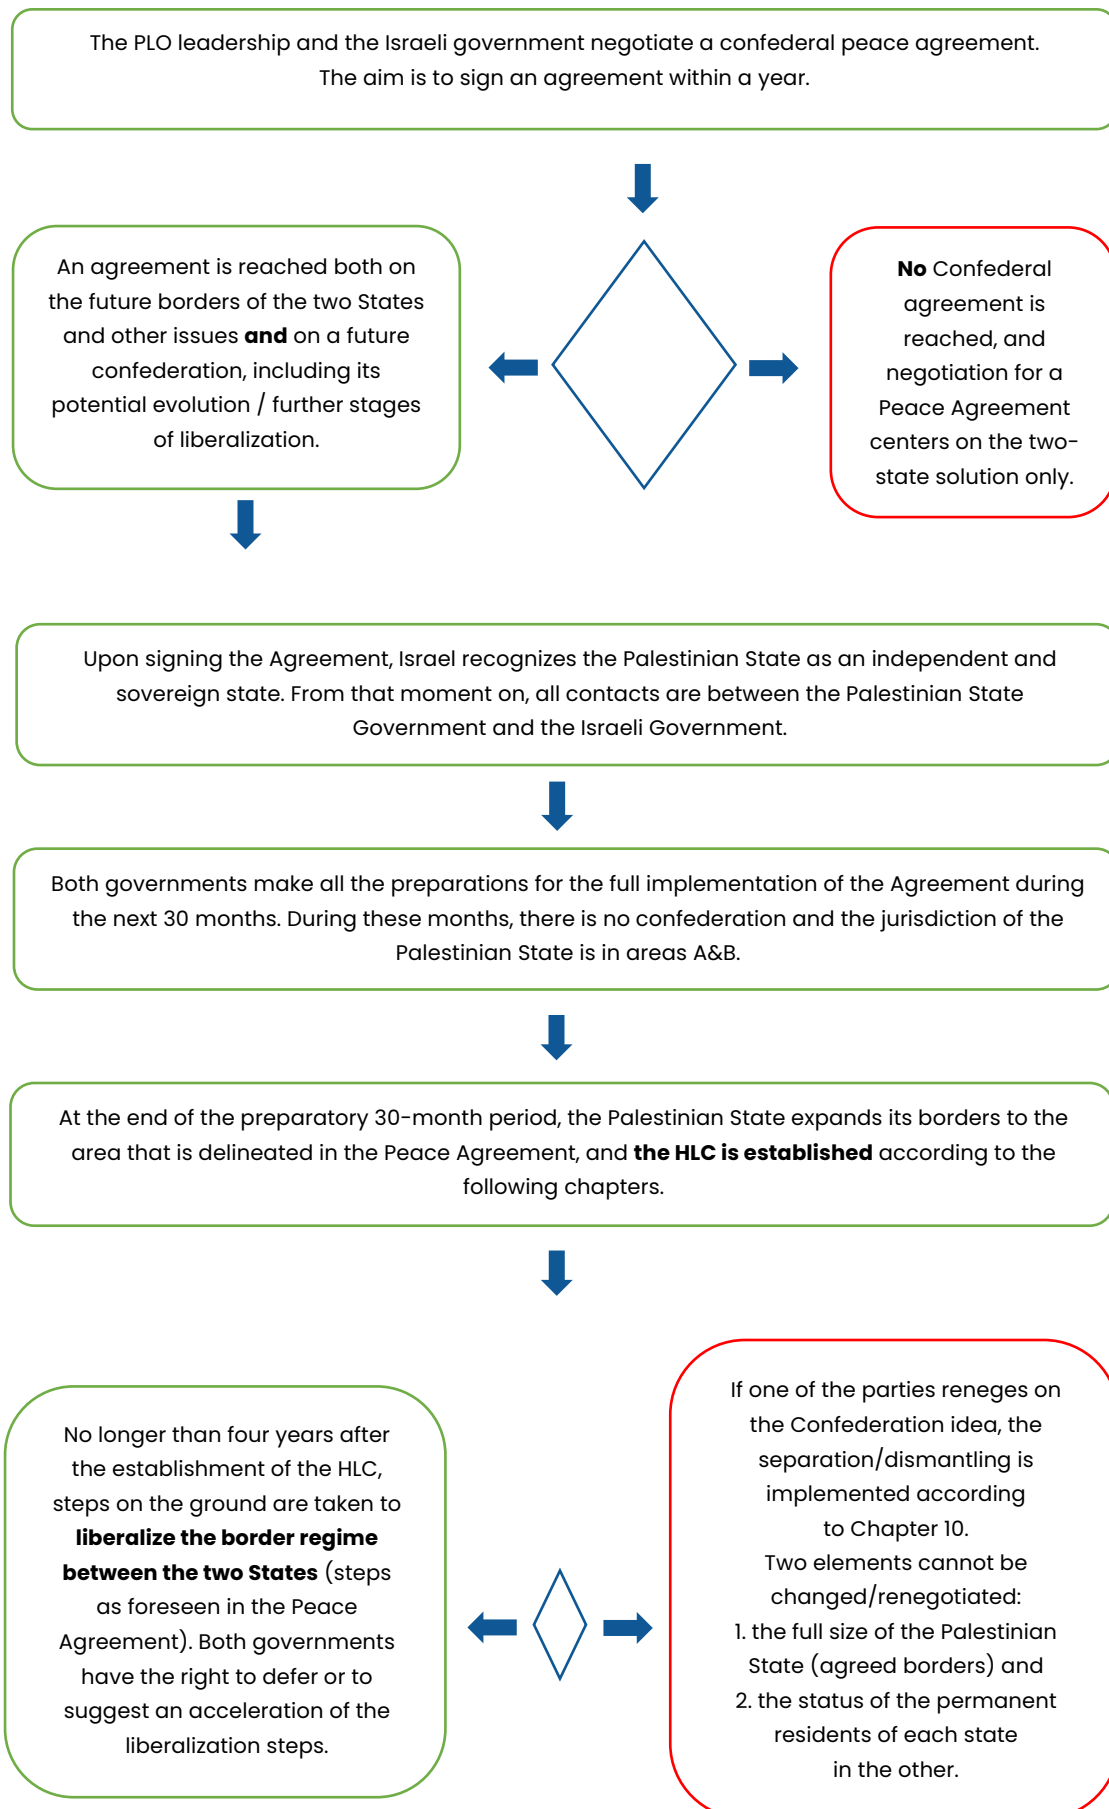 The PLO leadership and the Israeli government negotiate a confederal peace agreement.
The aim is to sign an agreement within a year.
An agreement is reached both on
the future borders of the two States
and other issues and on a future
confederation, including its
potential evolution / further stages
of liberalization.
No Confederal
agreement is
reached, and
negotiation for a
Peace Agreement
centers on the two-
state solution only.
Upon signing the Agreement, Israel recognizes the Palestinian State as an independent and
sovereign state. From that moment on, all contacts are between the Palestinian State
Government and the Israeli Government.
Both governments make all the preparations for the full implementation of the Agreement during
the next 30 months. During these months, there is no confederation and the jurisdiction of the
Palestinian State is in areas A&B.
At the end of the preparatory 30-month period, the Palestinian State expands its borders to the
area that is delineated in the Peace Agreement, and the HLC is established according to the
following chapters.
No longer than four years after
the establishment of the HLC,
steps on the ground are taken to
liberalize the border regime
between the two States (steps
as foreseen in the Peace
Agreement). Both governments
have the right to defer or to
suggest an acceleration of the
liberalization steps.
If one of the parties reneges on
the Confederation idea, the
separation/dismantling is
implemented according
to Chapter 10.
Two elements cannot be
changed/renegotiated:
1. the full size of the Palestinian
State (agreed borders) and
2. the status of the permanent
residents of each state
in the other.